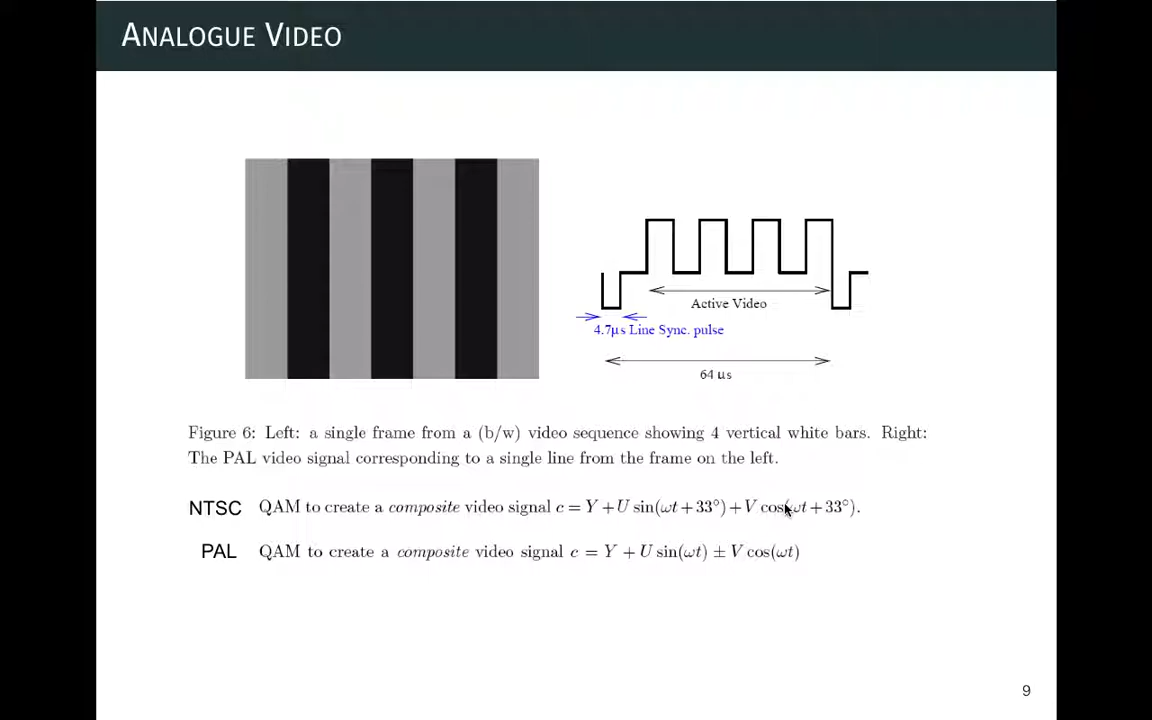 ANALOGUE VIDEO
Active Video
4.7μs Line Sync. pulse
64 μs
Figure 6: Left: a single frame from a (b/w) video sequence showing 4 vertical white bars. Right:
The PAL video signal corresponding to a single line from the frame on the left.
NTSC QAM to create a composite video signal c = Y + U sin(ωt + 33°) + V cos(ωt + 33°).
PAL QAM to create a composite video signal c = Y + U sin(ωt) ± V cos(ωt)
9